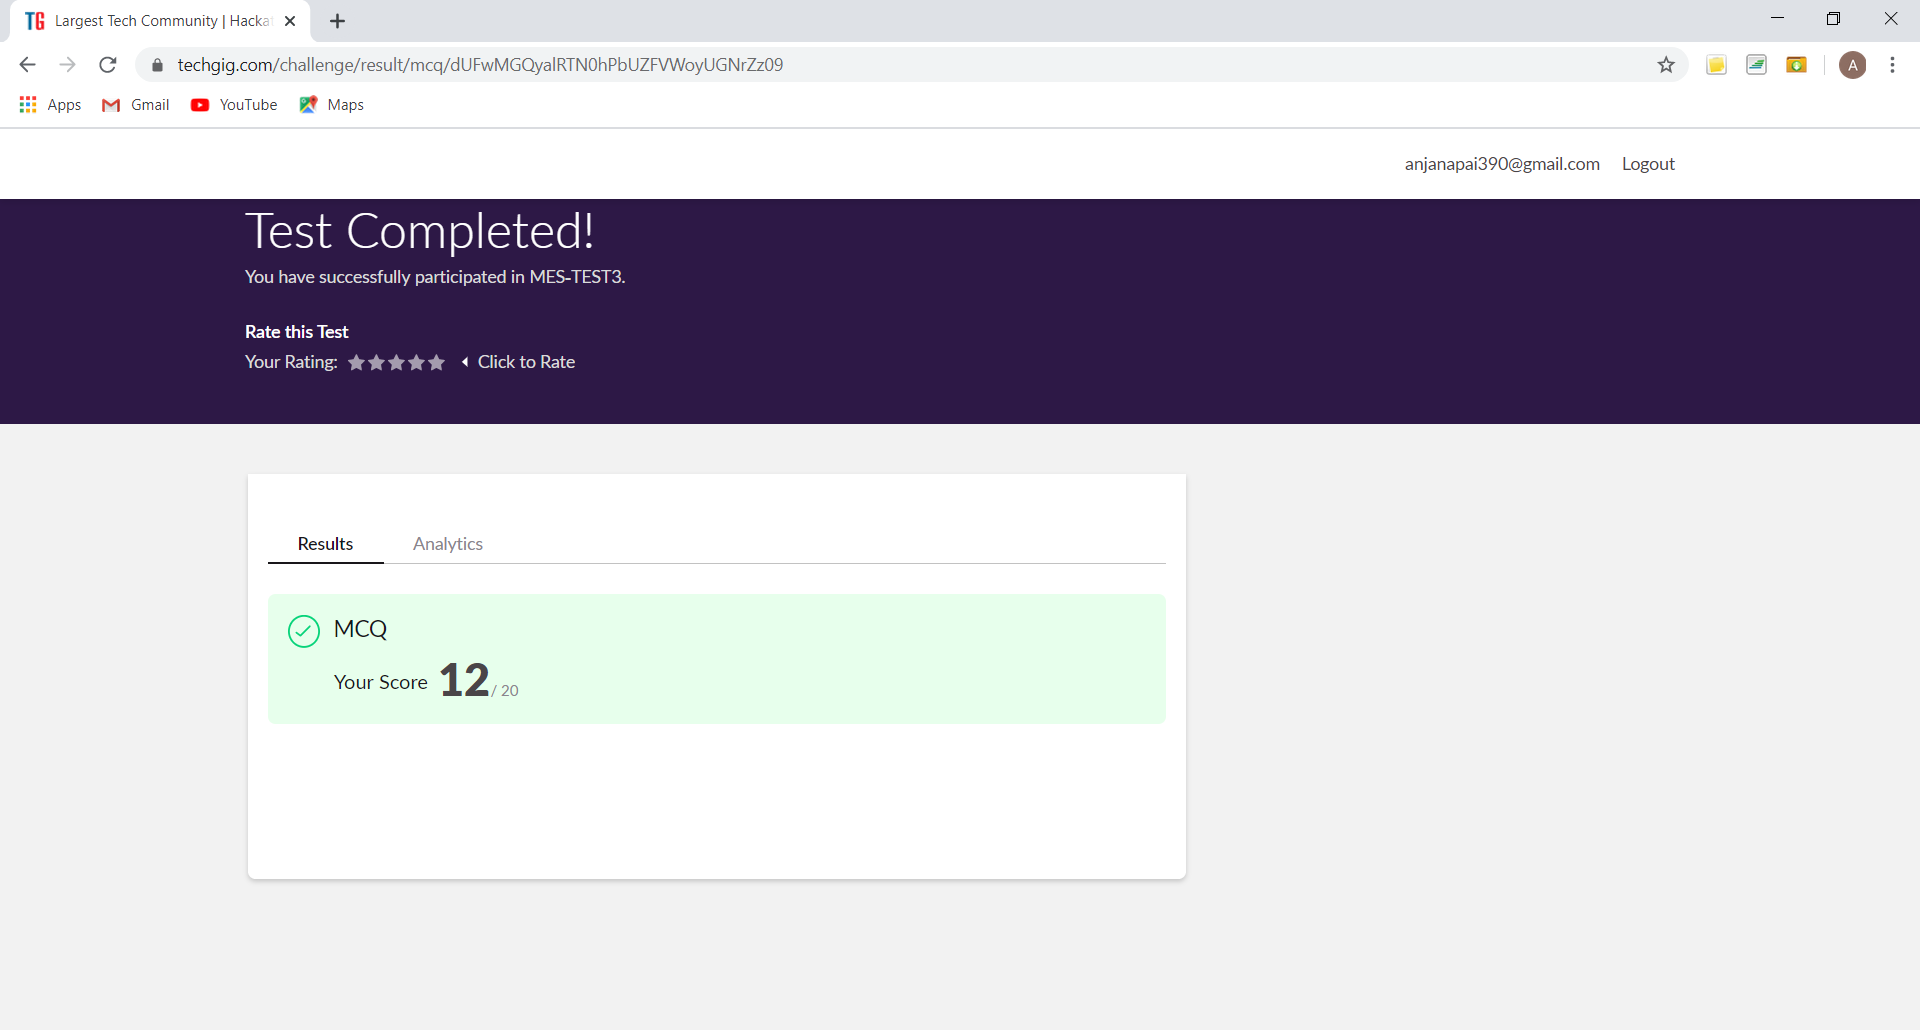 TG Largest Tech Community | Hacka
techgig.com/challenge/result/mcq/dUFwMGQyalRTN0hPbUZFVWoyUGNrZz09
A
Apps Gmail YouTube Maps
anjanapai390@gmail.com Logout
Test Completed!
You have successfully participated in MES-TEST3.
Rate this Test
Your Rating: Click to Rate
Results Analytics
MCQ
Your Score 12/ 20